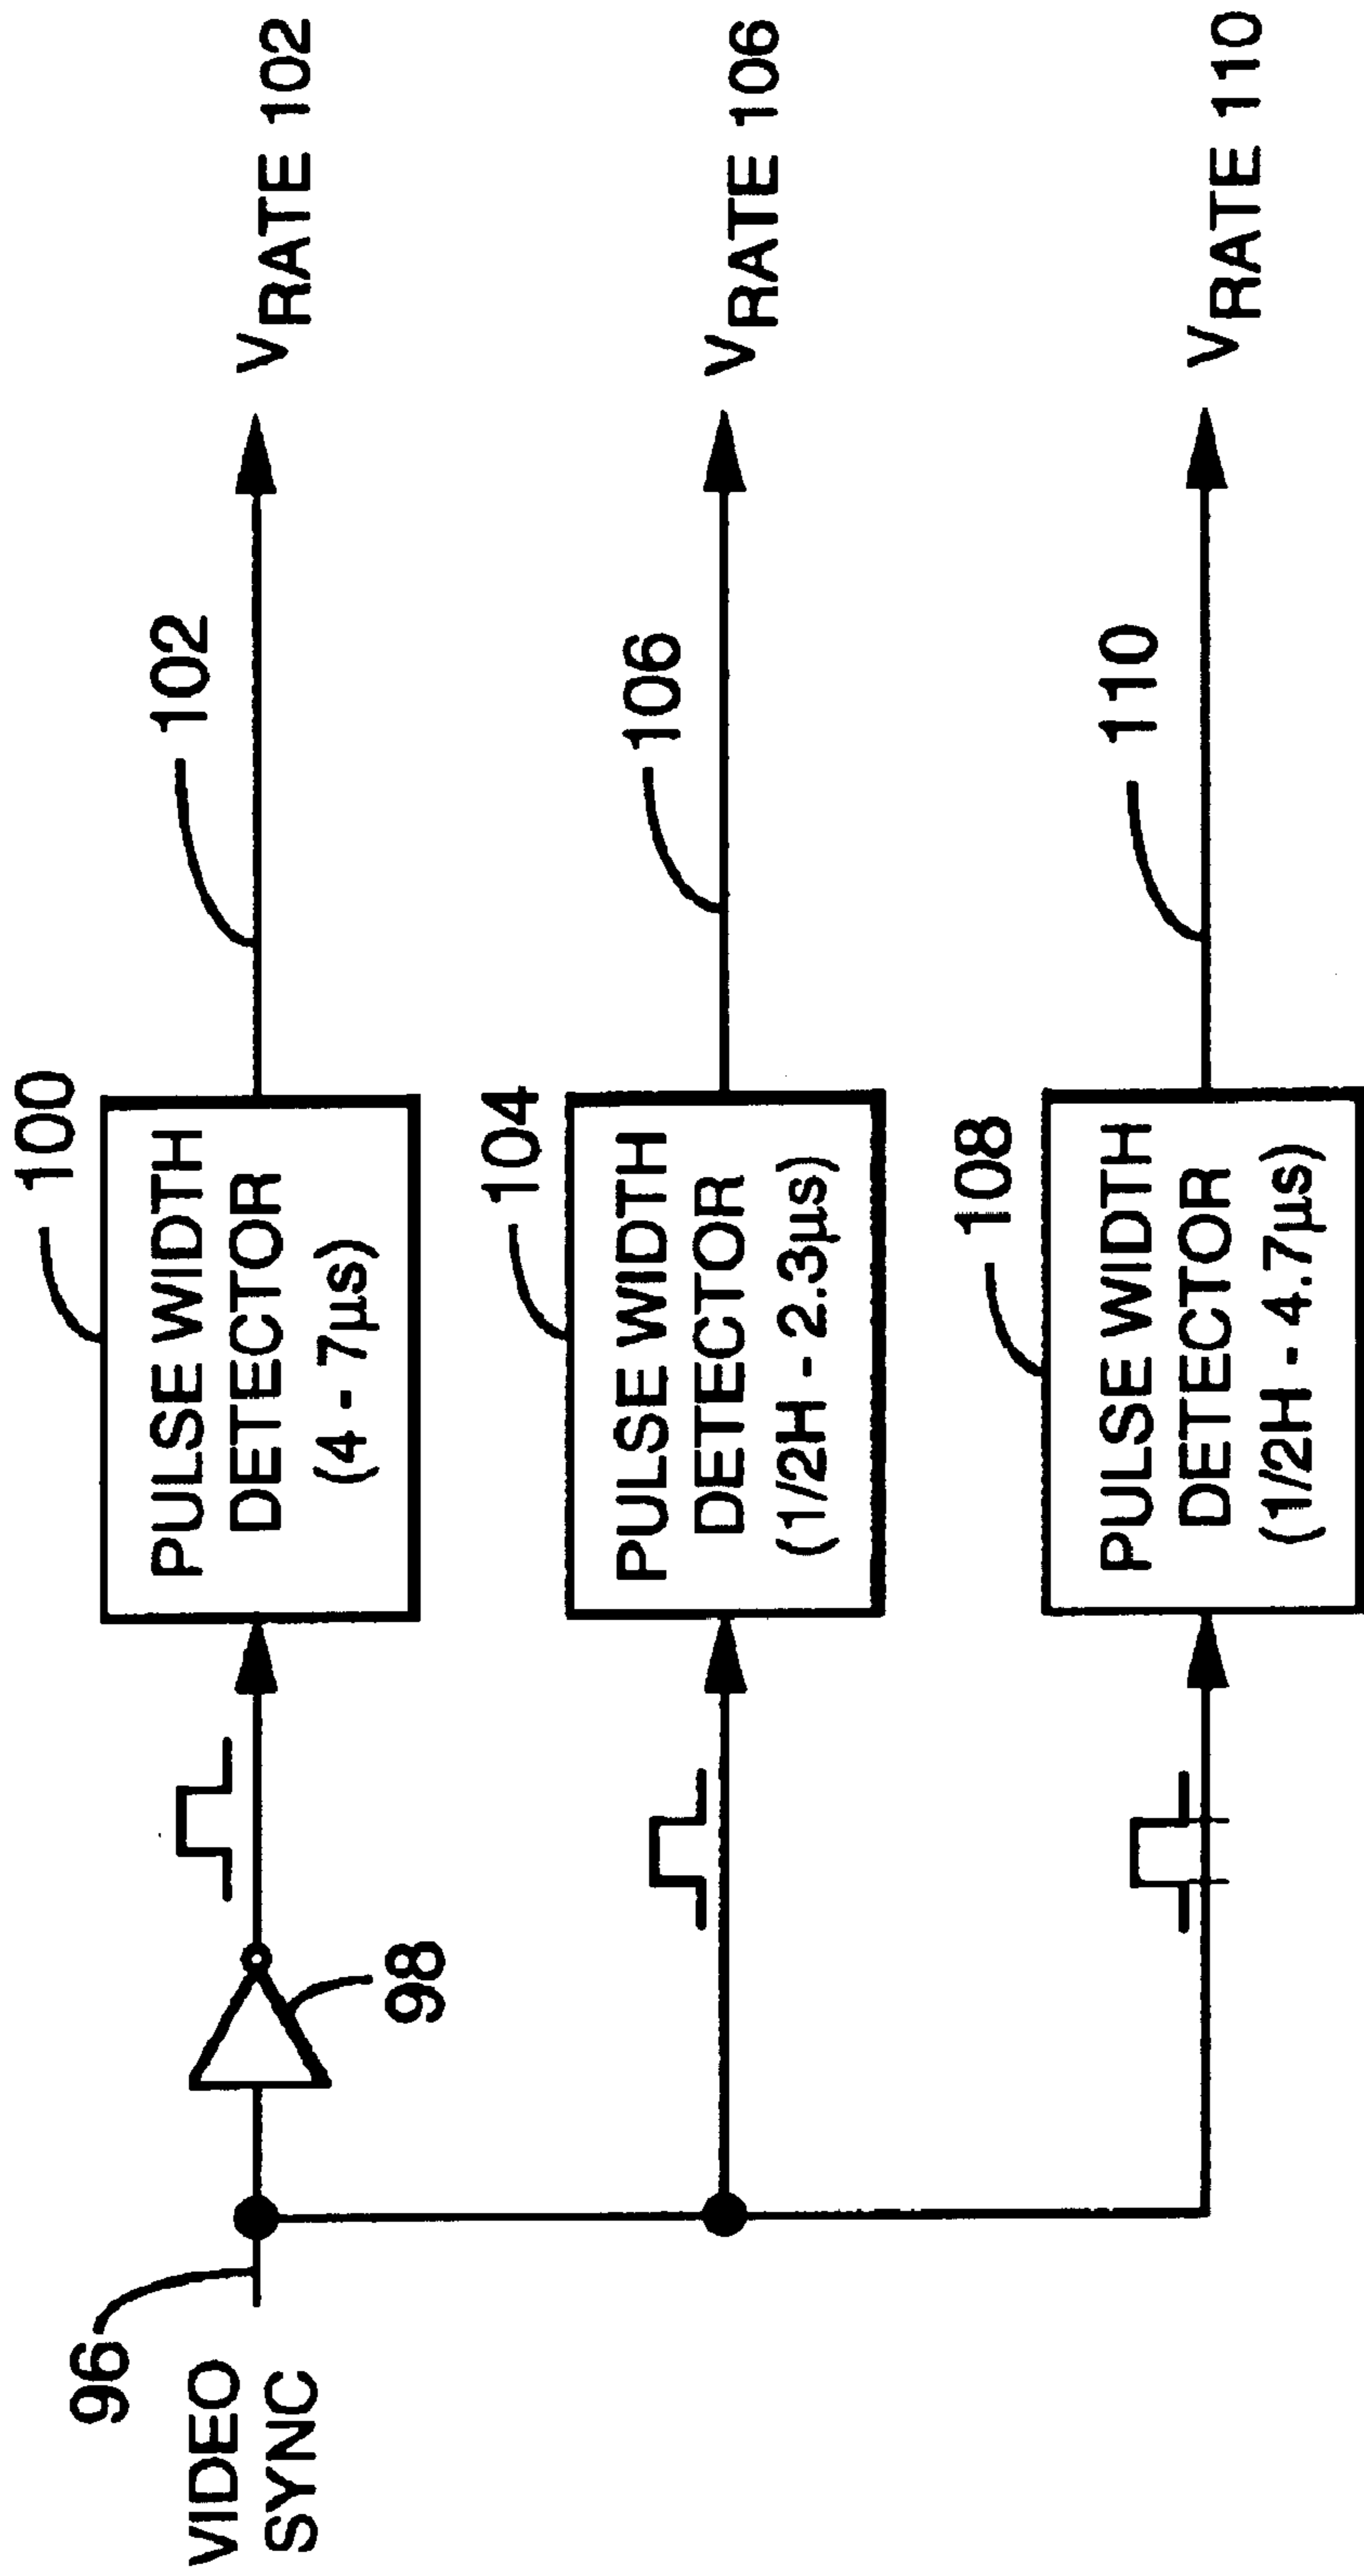 96
VIDEO
SYNC
98
100
PULSE WIDTH
DETECTOR
(4 - 7µs)
102
VRATE 102
104
PULSE WIDTH
DETECTOR
(1/2H - 2.3µs)
106
VRATE 106
108
PULSE WIDTH
DETECTOR
(1/2H - 4.7µs)
110
VRATE 110